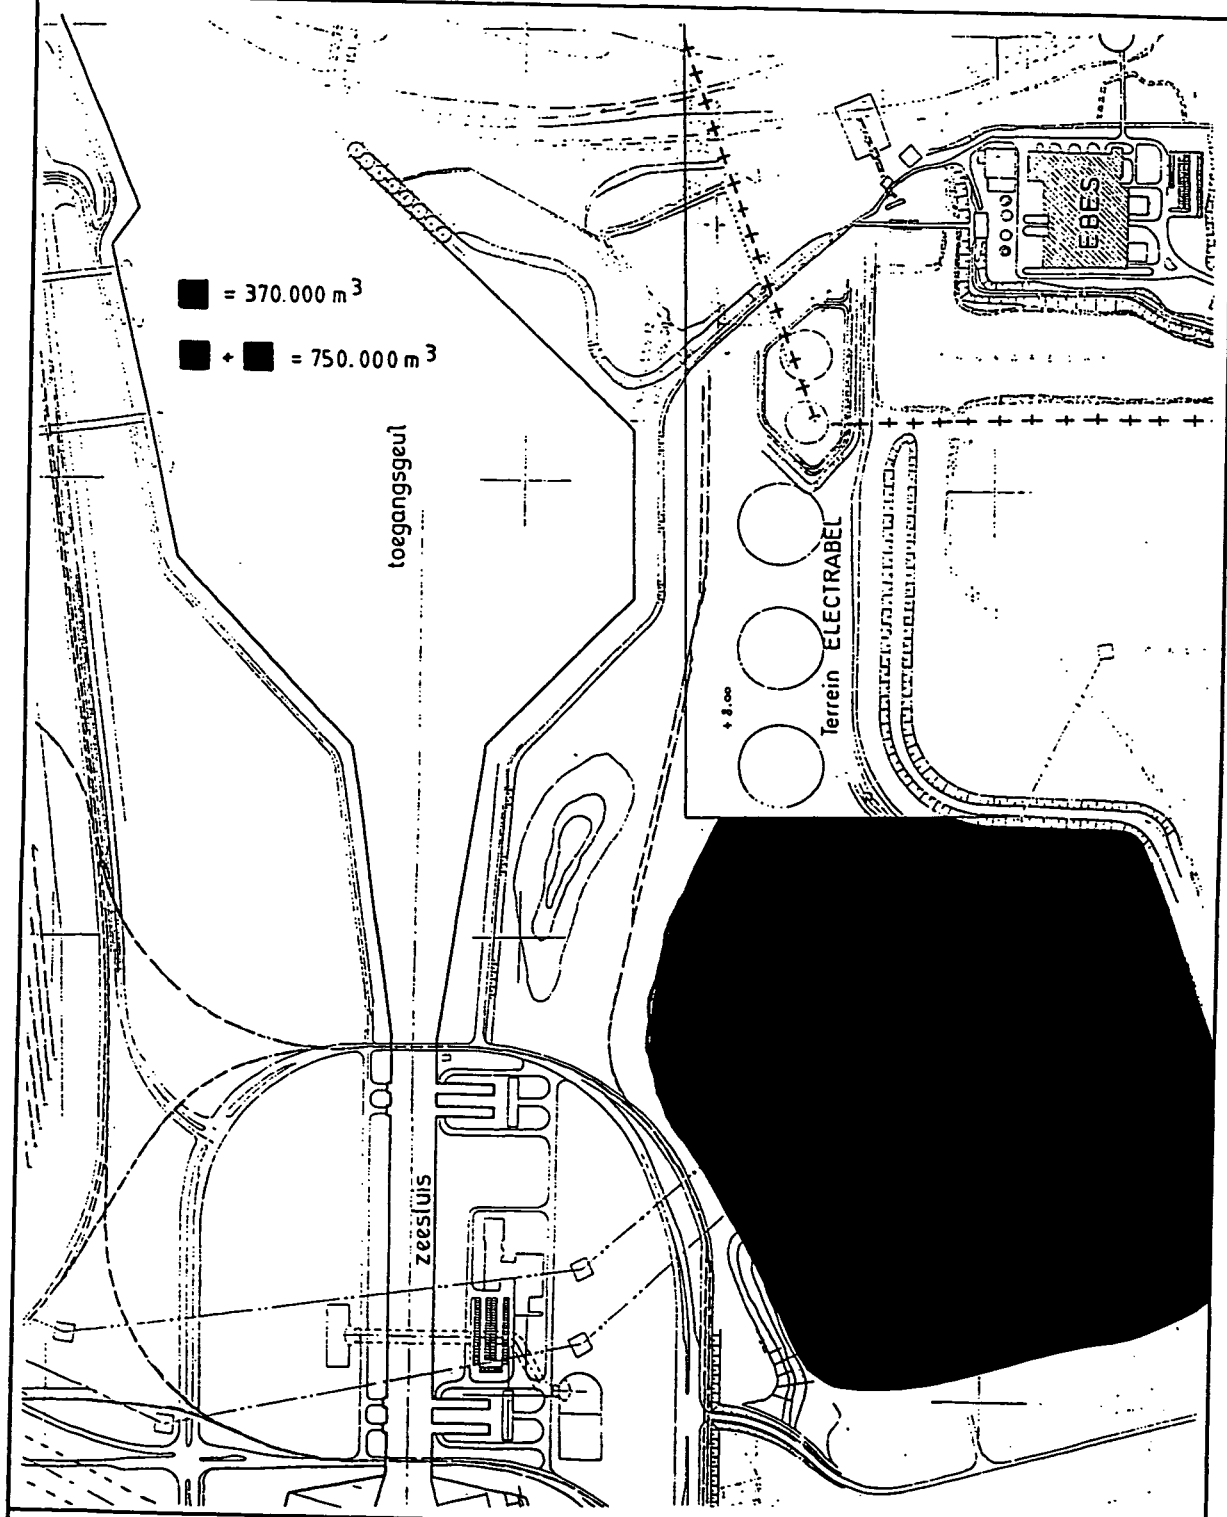 = 370.000 m³
+ = 750.000 m³
toegangsgeul
EBES
Terrein ELECTRABEL
+ 8.00
zeesluis